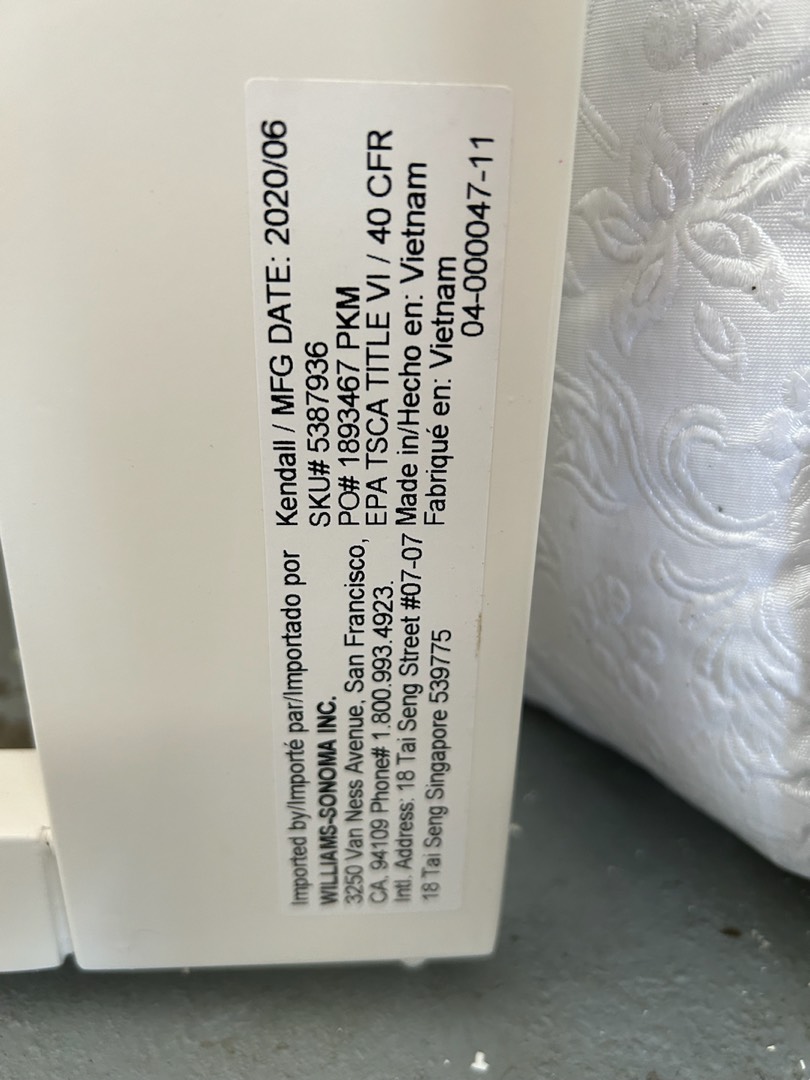 Imported by/Importé par/Importado por
WILLIAMS-SONOMA INC.
3250 Van Ness Avenue, San Francisco,
CA, 94109 Phone# 1.800.993.4923.
Intl. Address: 18 Tai Seng Street #07-07
18 Tai Seng Singapore 539775
Kendall / MFG DATE: 2020/06
SKU# 5387936
PO# 1893467 PKM
EPA TSCA TITLE VI / 40 CFR
Made in/Hecho en: Vietnam
Fabriqué en: Vietnam
04-000047-11